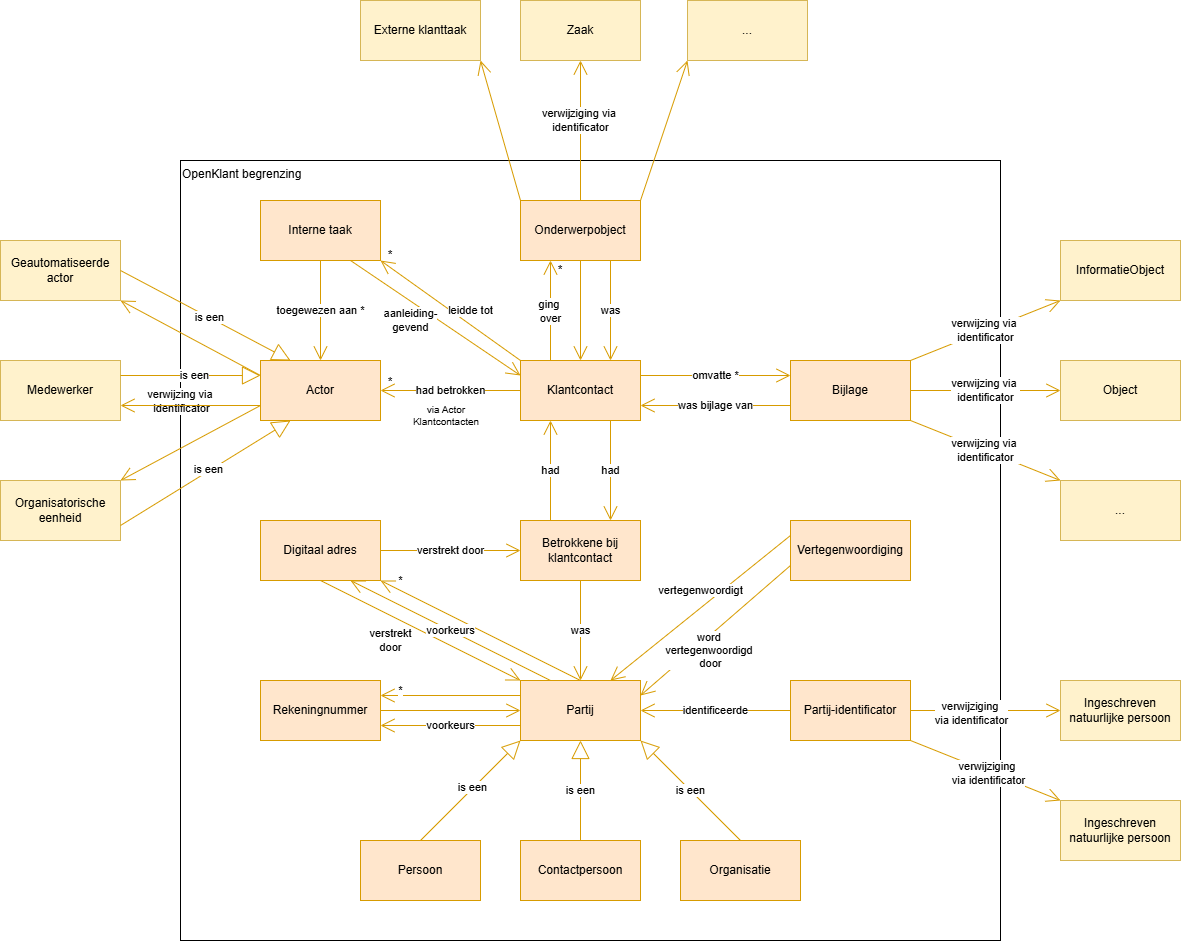 Externe klanttaak
Zaak
...
verwijziging via
identificator
OpenKlant begrenzing
Interne taak
Onderwerpobject
*
*
Geautomatiseerde
actor
InformatieObject
is een
toegewezen aan *
aanleiding-
gevend
leidde tot
ging
over
was
verwijzing via
identificator
Medewerker
is een
verwijzing via
identificator
Actor
*
had betrokken
via Actor
Klantcontacten
Klantcontact
omvatte *
was bijlage van
Bijlage
verwijzing via
identificator
Object
verwijzing via
identificator
is een
had
had
Organisatorische
eenheid
...
Digitaal adres
verstrekt door
Betrokkene bij
klantcontact
Vertegenwoordiging
*
verstrekt
door
voorkeurs
was
vertegenwoordigt
word
vertegenwoordigd
door
Rekeningnummer
*
voorkeurs
Partij
identificeerde
Partij-identificator
verwijziging
via identificator
Ingeschreven
natuurlijke persoon
verwijziging
via identificator
is een
is een
is een
Ingeschreven
natuurlijke persoon
Persoon
Contactpersoon
Organisatie